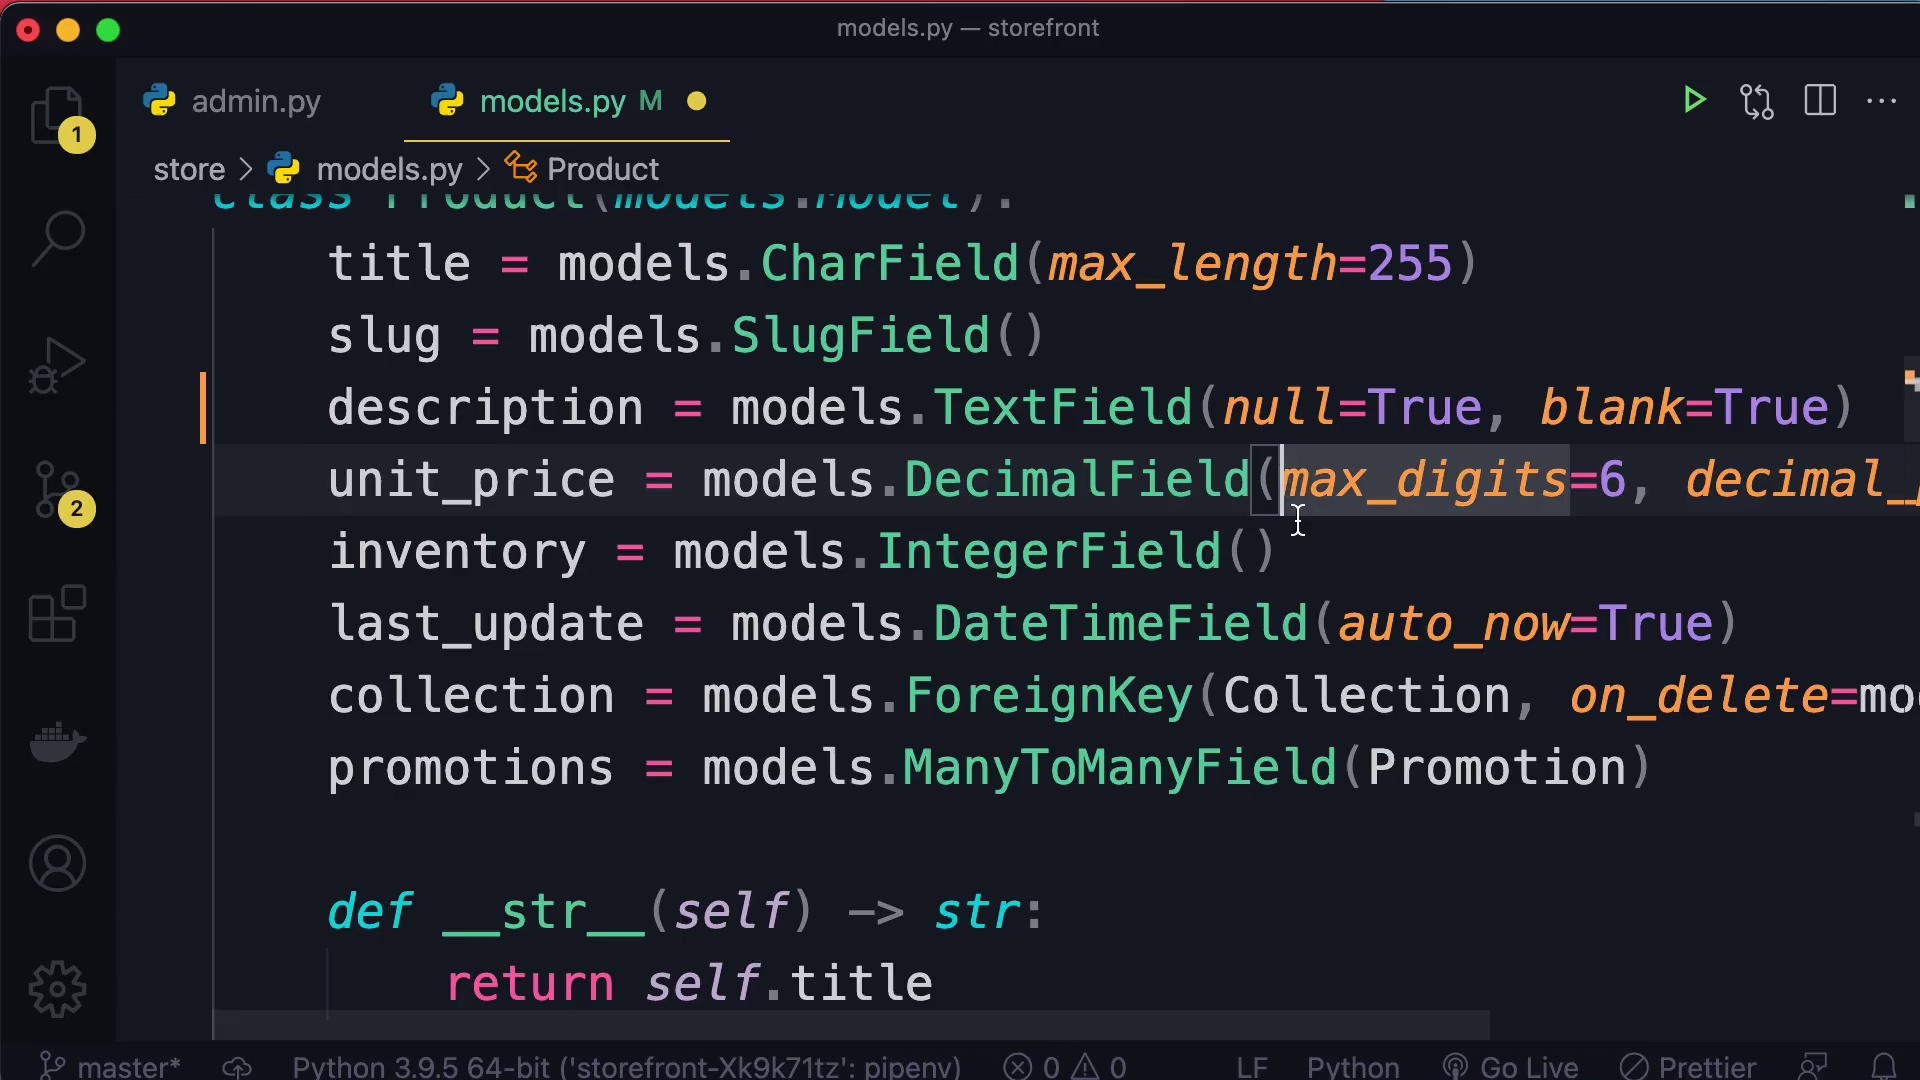 models.py — storefront
admin.py
models.py M
store > models.py > Product
class Product(models.Model):
title = models.CharField(max_length=255)
slug = models.SlugField()
description = models.TextField(null=True, blank=True)
unit_price = models.DecimalField(max_digits=6, decimal_
inventory = models.IntegerField()
last_update = models.DateTimeField(auto_now=True)
collection = models.ForeignKey(Collection, on_delete=mo
promotions = models.ManyToManyField(Promotion)
def __str__(self) -> str:
return self.title
1
2
master* Python 3.9.5 64-bit ('storefront-Xk9k71tz': pipenv) 0 0 LF Python Go Live Prettier